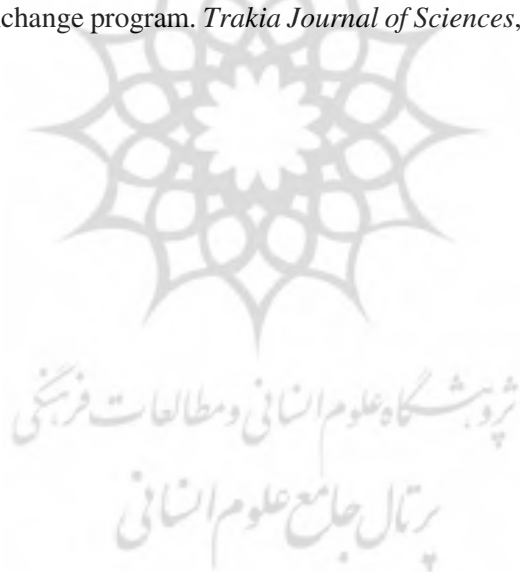 change program. Trakia Journal of Sciences,
پژوهشگاه علوم انسانی و مطالعات فرهنگی
پرتال جامع علوم انسانی